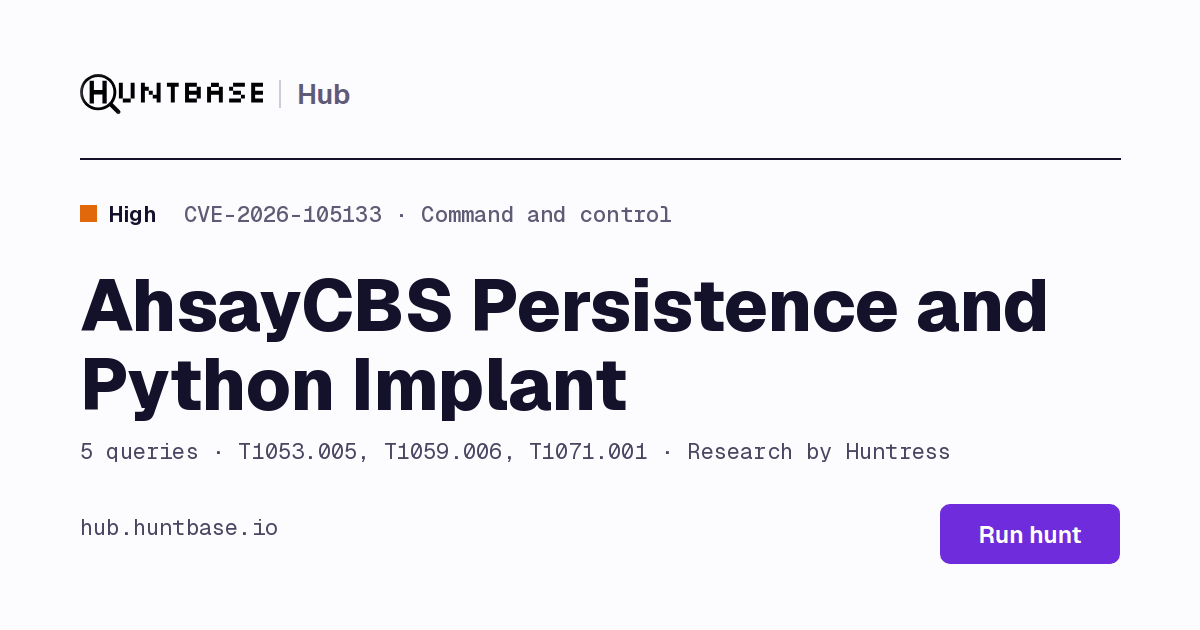 HUNTBASE Hub
High CVE-2026-105133 · Command and control
AhsayCBS Persistence and
Python Implant
5 queries · T1053.005, T1059.006, T1071.001 · Research by Huntress
hub.huntbase.io
Run hunt